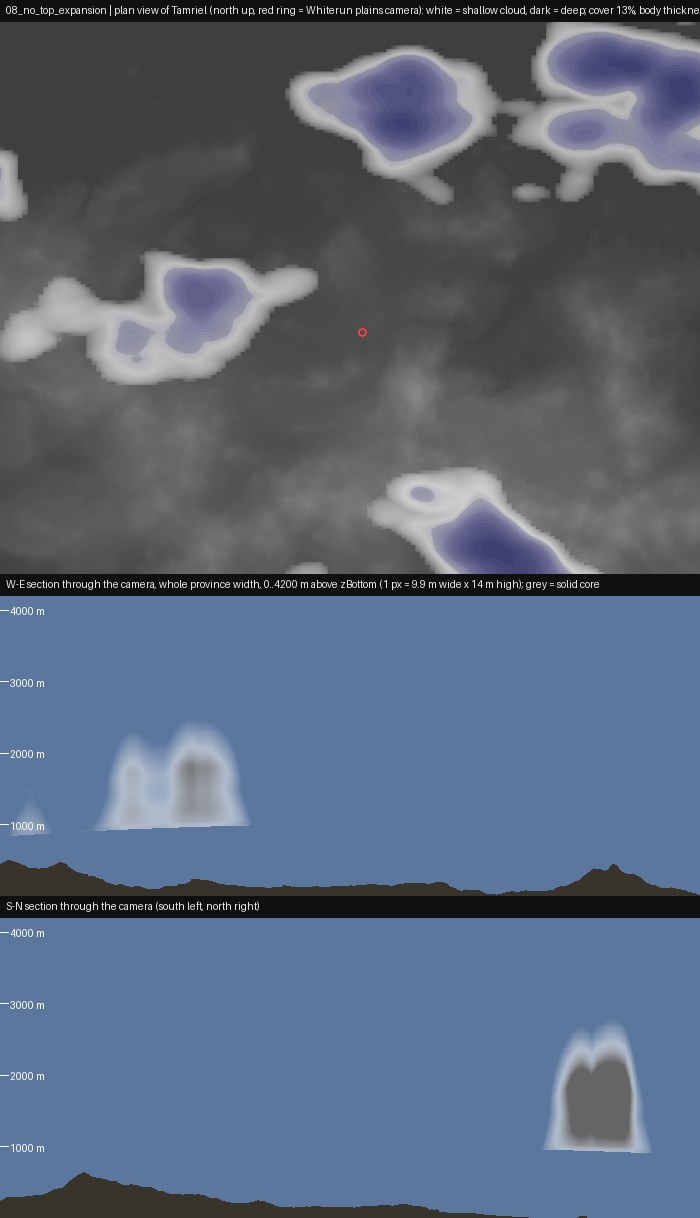 08_no_top_expansion | plan view of Tamriel (north up, red ring = Whiterun plains camera): white = shallow cloud, dark = deep; cover 13%, body thickne
W-E section through the camera, whole province width, 0..4200 m above zBottom (1 px = 9.9 m wide x 14 m high); grey = solid core
4000 m
3000 m
2000 m
1000 m
S-N section through the camera (south left, north right)
4000 m
3000 m
2000 m
1000 m